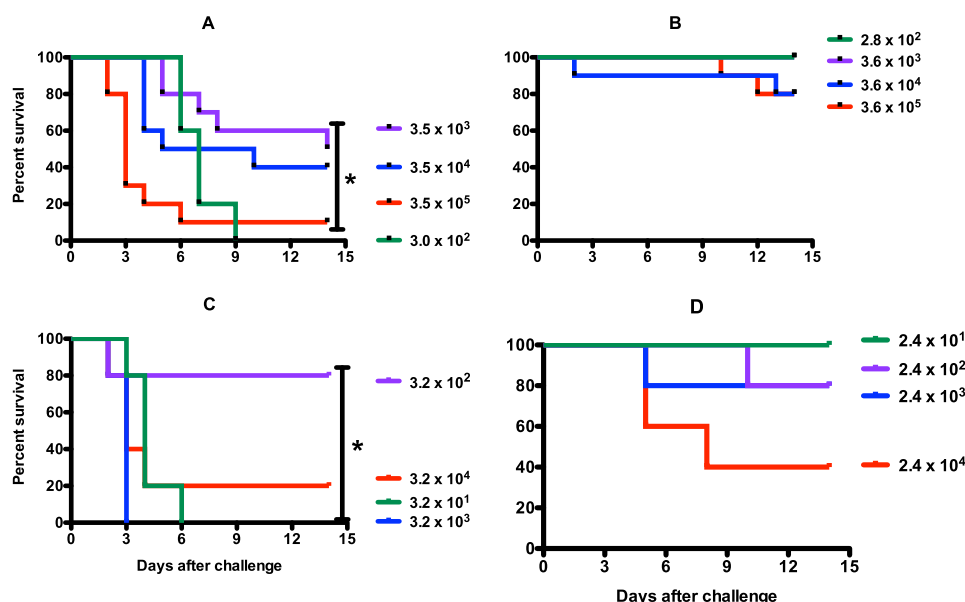 A
Percent survival
100
80
60
40
20
0
0 3 6 9 12 15
*
3.5 x 10³
3.5 x 10⁴
3.5 x 10⁵
3.0 x 10²
B
100
80
60
40
20
0
0 3 6 9 12 15
2.8 x 10²
3.6 x 10³
3.6 x 10⁴
3.6 x 10⁵
C
Percent survival
100
80
60
40
20
0
0 3 6 9 12 15
Days after challenge
*
3.2 x 10²
3.2 x 10⁴
3.2 x 10¹
3.2 x 10³
D
100
80
60
40
20
0
0 3 6 9 12 15
Days after challenge
2.4 x 10¹
2.4 x 10²
2.4 x 10³
2.4 x 10⁴